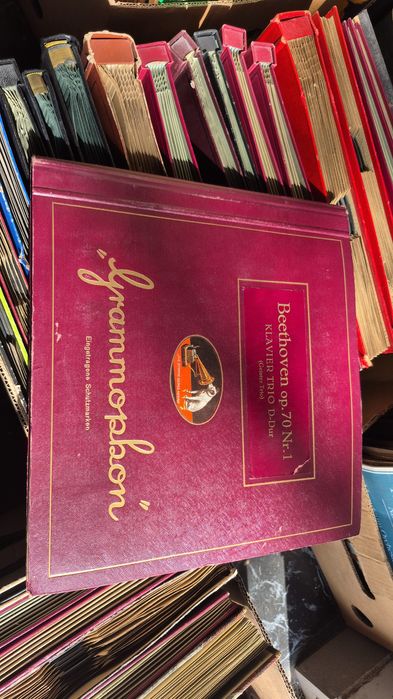 Beethoven op. 70 Nr. 1
KLAVIER TRIO D-Dur
(Geister Trio)
„Grammophon"
Eingetragene Schutzmarken